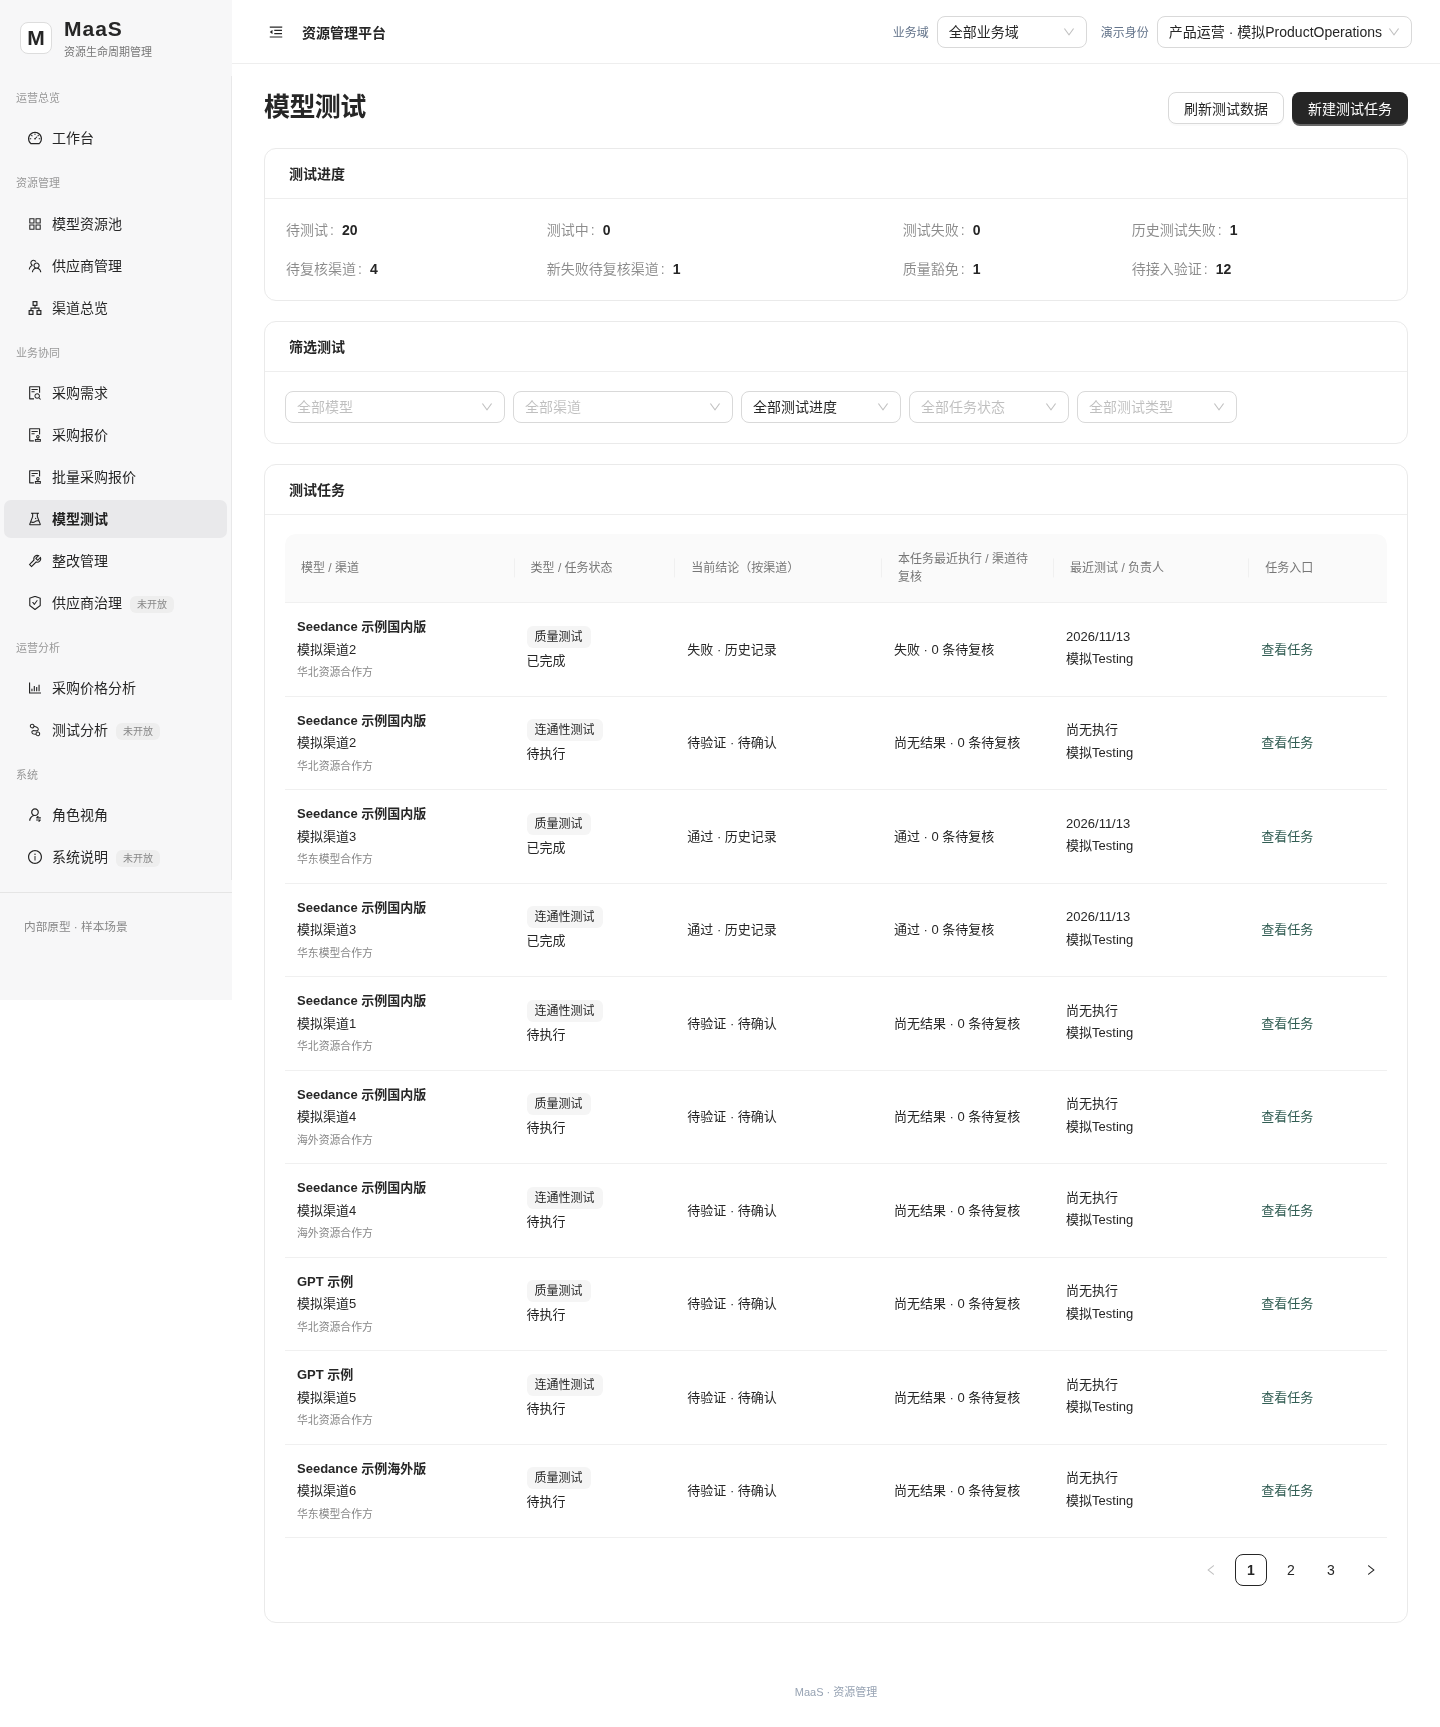 M
MaaS
资源生命周期管理
运营总览
工作台
资源管理
模型资源池
供应商管理
渠道总览
业务协同
采购需求
采购报价
批量采购报价
模型测试
整改管理
供应商治理 未开放
运营分析
采购价格分析
测试分析 未开放
系统
角色视角
系统说明 未开放
内部原型 · 样本场景
资源管理平台
业务域 全部业务域
演示身份 产品运营 · 模拟ProductOperations
模型测试
刷新测试数据 新建测试任务
测试进度
待测试: 20 测试中: 0 测试失败: 0 历史测试失败: 1
待复核渠道: 4 新失败待复核渠道: 1 质量豁免: 1 待接入验证: 12
筛选测试
全部模型 全部渠道 全部测试进度 全部任务状态 全部测试类型
测试任务
模型 / 渠道 类型 / 任务状态 当前结论（按渠道） 本任务最近执行 / 渠道待
复核 最近测试 / 负责人 任务入口
Seedance 示例国内版
模拟渠道2
华北资源合作方
质量测试
已完成
失败 · 历史记录
失败 · 0 条待复核
2026/11/13
模拟Testing
查看任务
Seedance 示例国内版
模拟渠道2
华北资源合作方
连通性测试
待执行
待验证 · 待确认
尚无结果 · 0 条待复核
尚无执行
模拟Testing
查看任务
Seedance 示例国内版
模拟渠道3
华东模型合作方
质量测试
已完成
通过 · 历史记录
通过 · 0 条待复核
2026/11/13
模拟Testing
查看任务
Seedance 示例国内版
模拟渠道3
华东模型合作方
连通性测试
已完成
通过 · 历史记录
通过 · 0 条待复核
2026/11/13
模拟Testing
查看任务
Seedance 示例国内版
模拟渠道1
华北资源合作方
连通性测试
待执行
待验证 · 待确认
尚无结果 · 0 条待复核
尚无执行
模拟Testing
查看任务
Seedance 示例国内版
模拟渠道4
海外资源合作方
质量测试
待执行
待验证 · 待确认
尚无结果 · 0 条待复核
尚无执行
模拟Testing
查看任务
Seedance 示例国内版
模拟渠道4
海外资源合作方
连通性测试
待执行
待验证 · 待确认
尚无结果 · 0 条待复核
尚无执行
模拟Testing
查看任务
GPT 示例
模拟渠道5
华北资源合作方
质量测试
待执行
待验证 · 待确认
尚无结果 · 0 条待复核
尚无执行
模拟Testing
查看任务
GPT 示例
模拟渠道5
华北资源合作方
连通性测试
待执行
待验证 · 待确认
尚无结果 · 0 条待复核
尚无执行
模拟Testing
查看任务
Seedance 示例海外版
模拟渠道6
华东模型合作方
质量测试
待执行
待验证 · 待确认
尚无结果 · 0 条待复核
尚无执行
模拟Testing
查看任务
1 2 3
MaaS · 资源管理